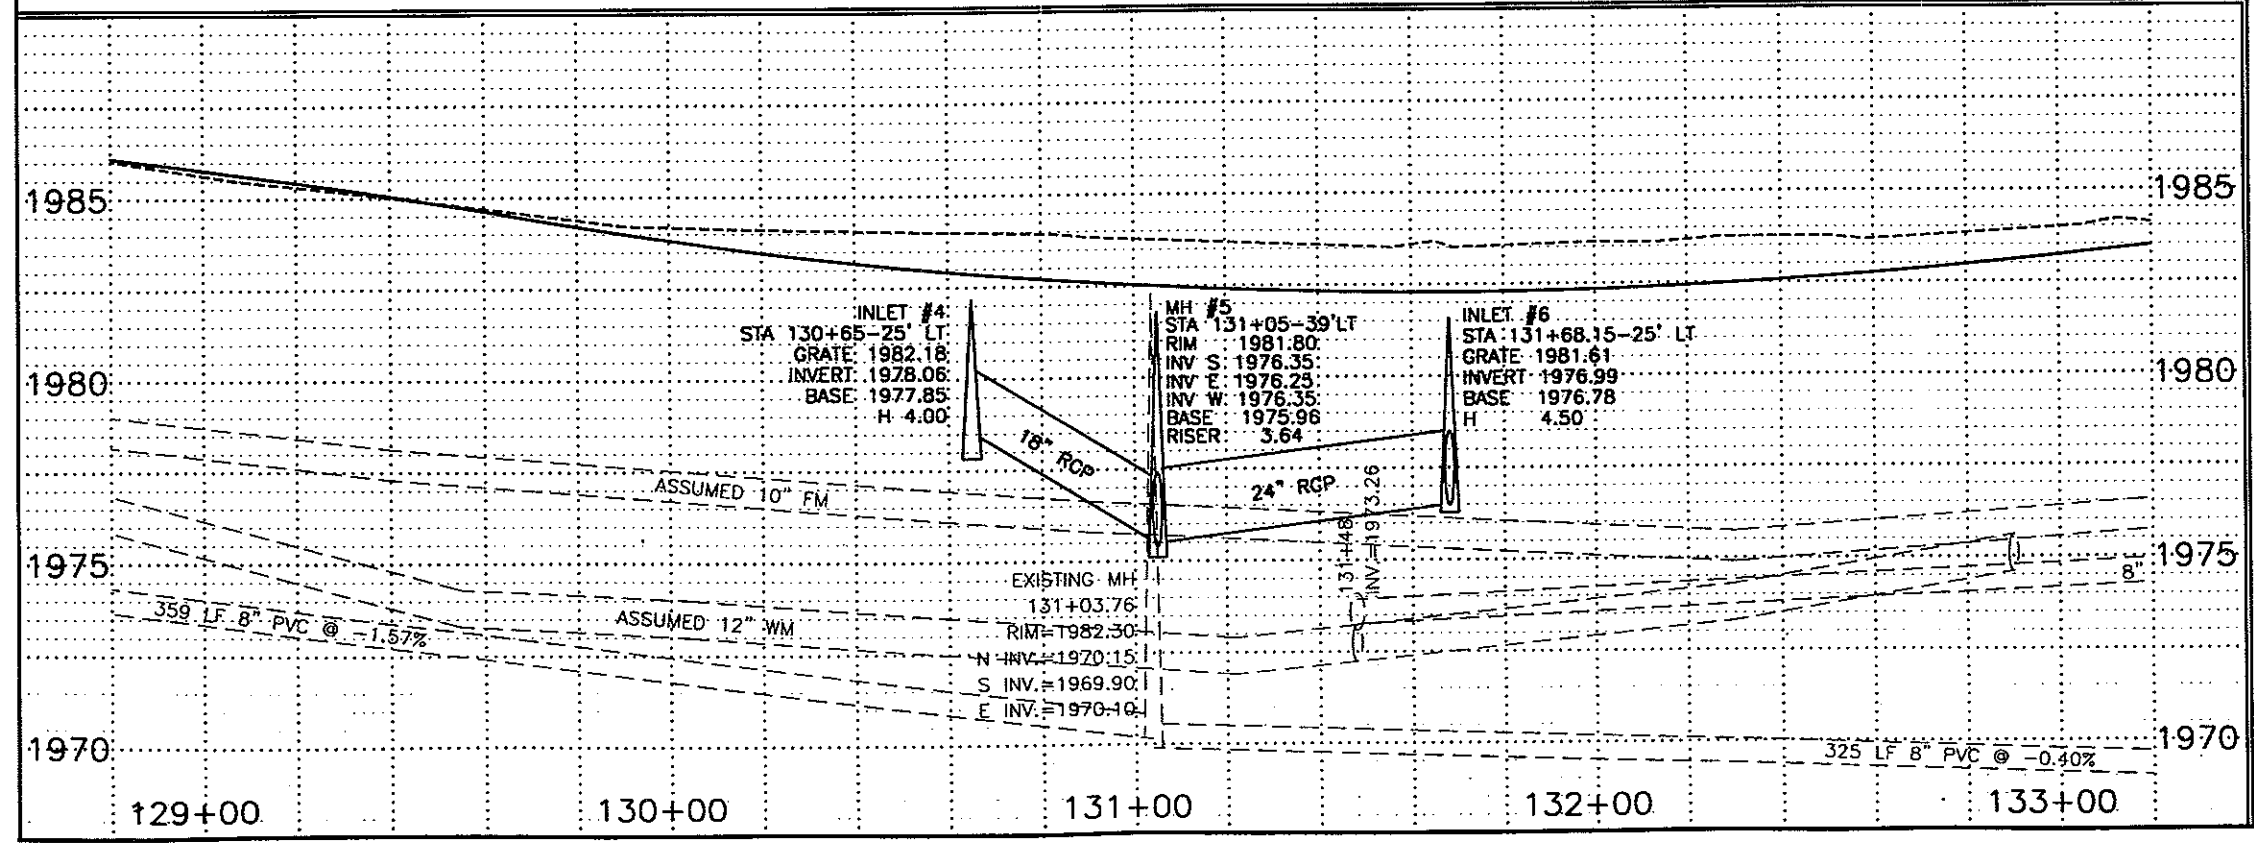 1985
1985
INLET #4
STA 130+65-25' LT
GRATE 1982.18
INVERT 1978.06
BASE 1977.85
H 4.00
MH #5
STA 131+05-39'LT
RIM 1981.80
INV S 1976.35
INV E 1976.25
INV W 1976.35
BASE 1975.96
RISER 3.64
INLET #6
STA 131+68.15-25' LT
GRATE 1981.61
INVERT 1976.99
BASE 1976.78
H 4.50
1980
1980
18" RCP
24" RCP
ASSUMED 10" FM
131+48
INV.=1973.26
1975
1975
8"
EXISTING MH
131+03.76
RIM=1982.30
N INV.=1970.15
S INV.=1969.90
E INV.=1970.10
359 LF 8" PVC @ -1.57%
ASSUMED 12" WM
1970
1970
325 LF 8" PVC @ -0.40%
129+00
130+00
131+00
132+00
133+00